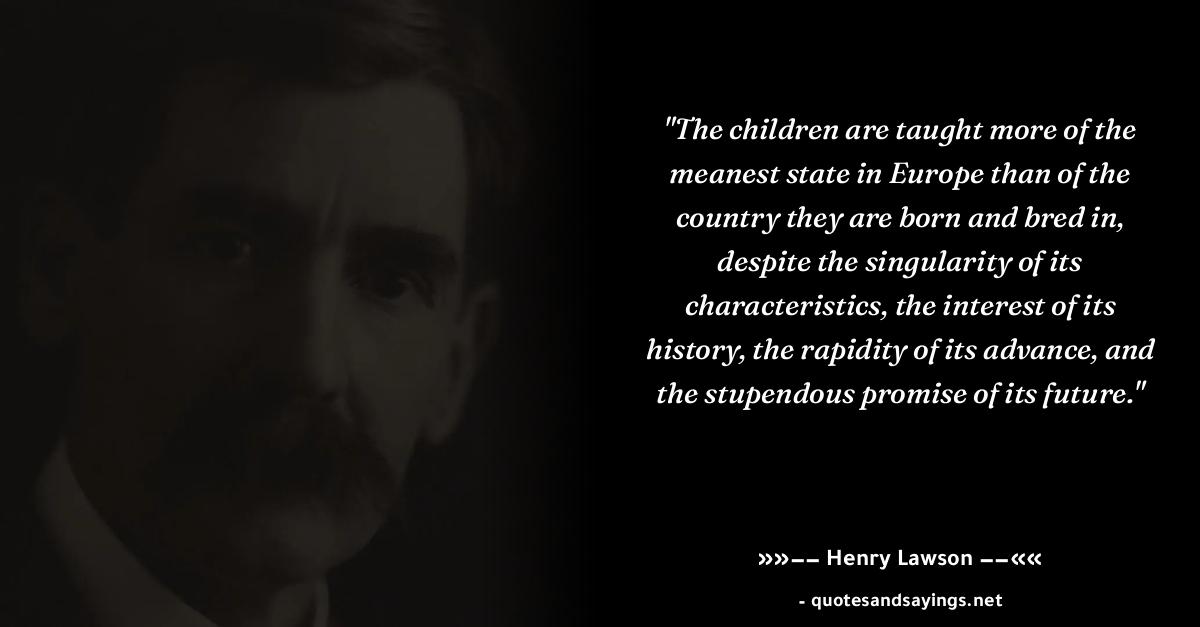 "The children are taught more of the
meanest state in Europe than of the
country they are born and bred in,
despite the singularity of its
characteristics, the interest of its
history, the rapidity of its advance, and
the stupendous promise of its future."
»»−− Henry Lawson −−««
- quotesandsayings.net